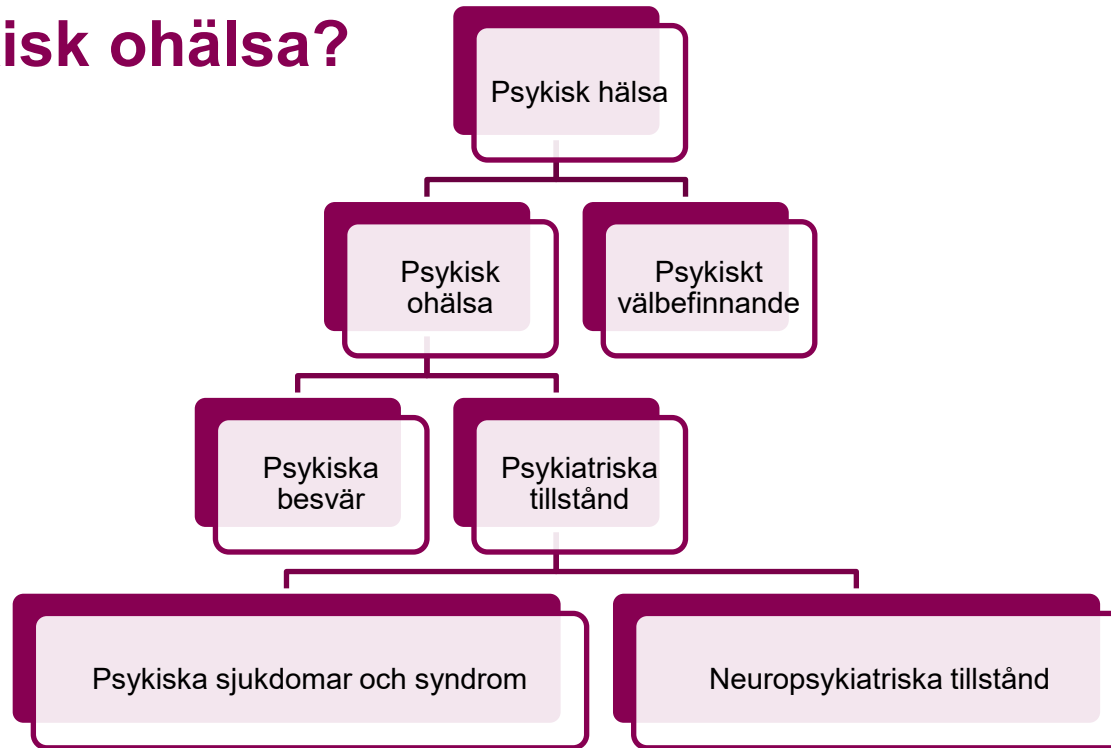 isk ohälsa?
Psykisk hälsa
Psykisk
ohälsa
Psykiskt
välbefinnande
Psykiska
besvär
Psykiatriska
tillstånd
Psykiska sjukdomar och syndrom
Neuropsykiatriska tillstånd